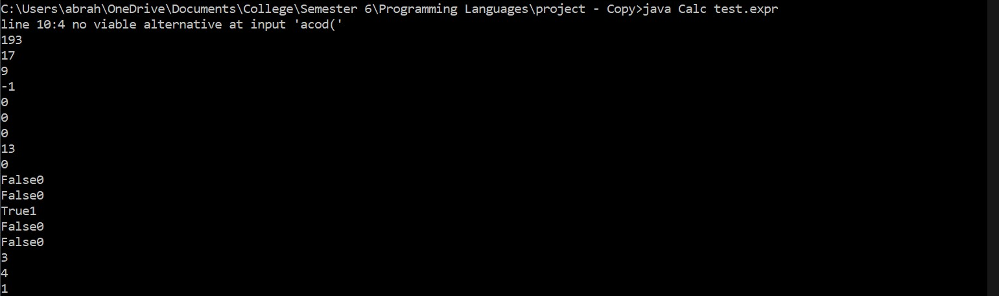 C:\Users\abrah\OneDrive\Documents\College\Semester 6\Programming Languages\project - Copy>java Calc test.expr
line 10:4 no viable alternative at input 'acod('
193
17
9
-1
0
0
0
13
0
False0
False0
True1
False0
False0
3
4
1